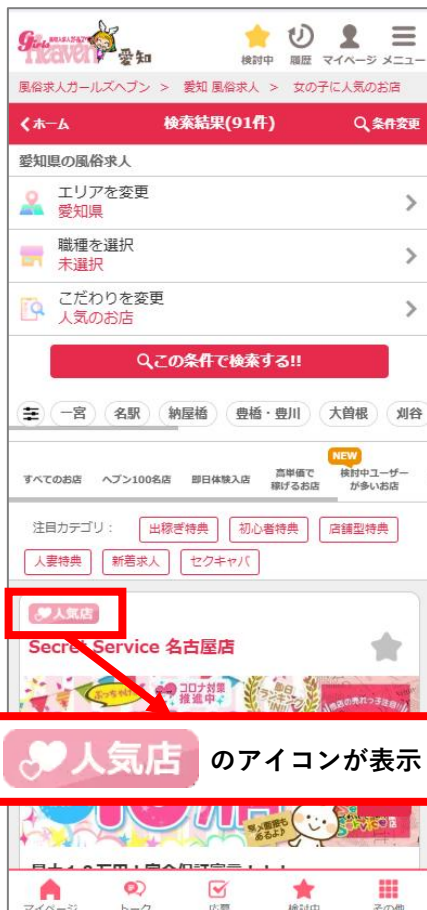 Girls Heaven
愛知
検討中 履歴 マイページ メニュー
風俗求人ガールズヘブン > 愛知 風俗求人 > 女の子に人気のお店
ホーム 検索結果(91件) 条件変更
愛知県の風俗求人
エリアを変更
愛知県
職種を選択
未選択
こだわりを変更
人気のお店
この条件で検索する!!
一宮 名駅 納屋橋 豊橋・豊川 大曽根 刈谷
NEW
すべてのお店 ヘブン100名店 即日体験入店 高単価で稼げるお店 検討中ユーザーが多いお店
注目カテゴリ: 出稼ぎ特典 初心者特典 店舗型特典
人妻特典 新着求人 セクキャバ
人気店
Secret Service 名古屋店
コロナ対策
推進中
人気店 のアイコンが表示
マイページ トーク 応募 検討中 その他